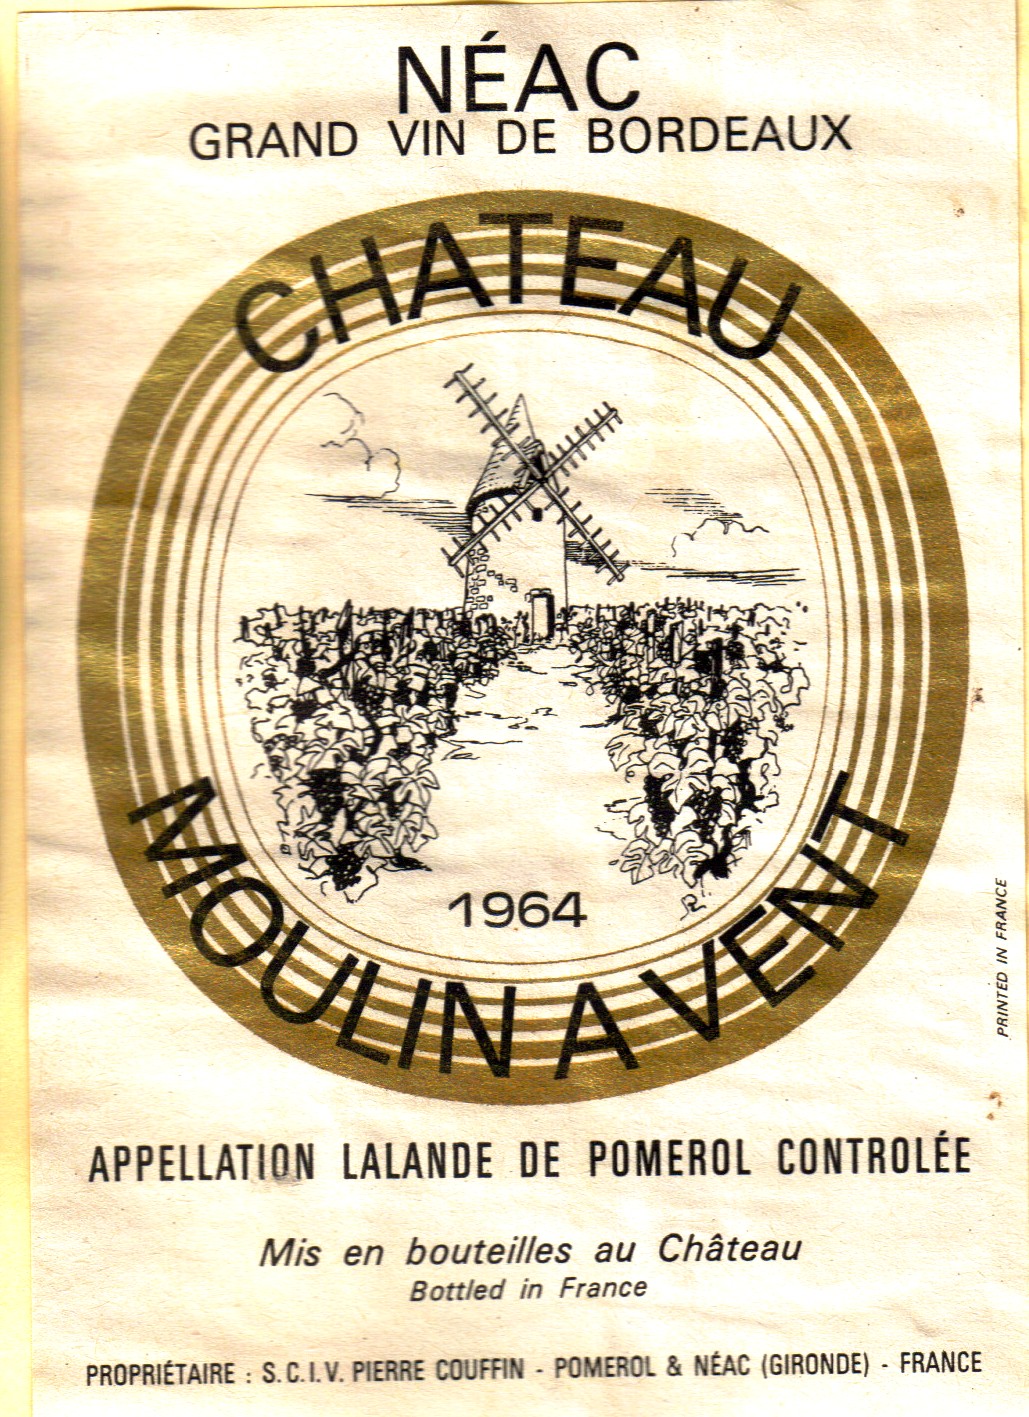 NÉAC
GRAND VIN DE BORDEAUX
CHATEAU
1964
MOULIN A VENT
PRINTED IN FRANCE
APPELLATION LALANDE DE POMEROL CONTROLÉE
Mis en bouteilles au Château
Bottled in France
PROPRIÉTAIRE : S.C.I.V. PIERRE COUFFIN - POMEROL & NÉAC (GIRONDE) - FRANCE